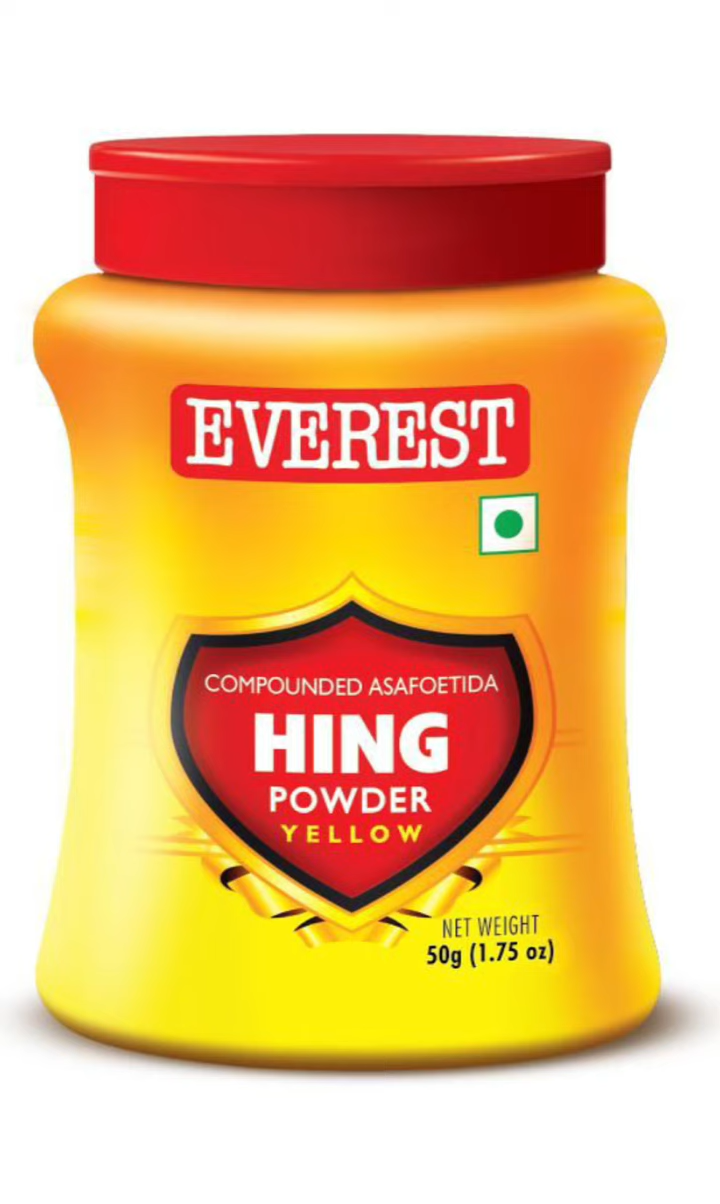 EVEREST
COMPOUNDED ASAFOETIDA
HING
POWDER
YELLOW
NET WEIGHT
50g (1.75 oz)